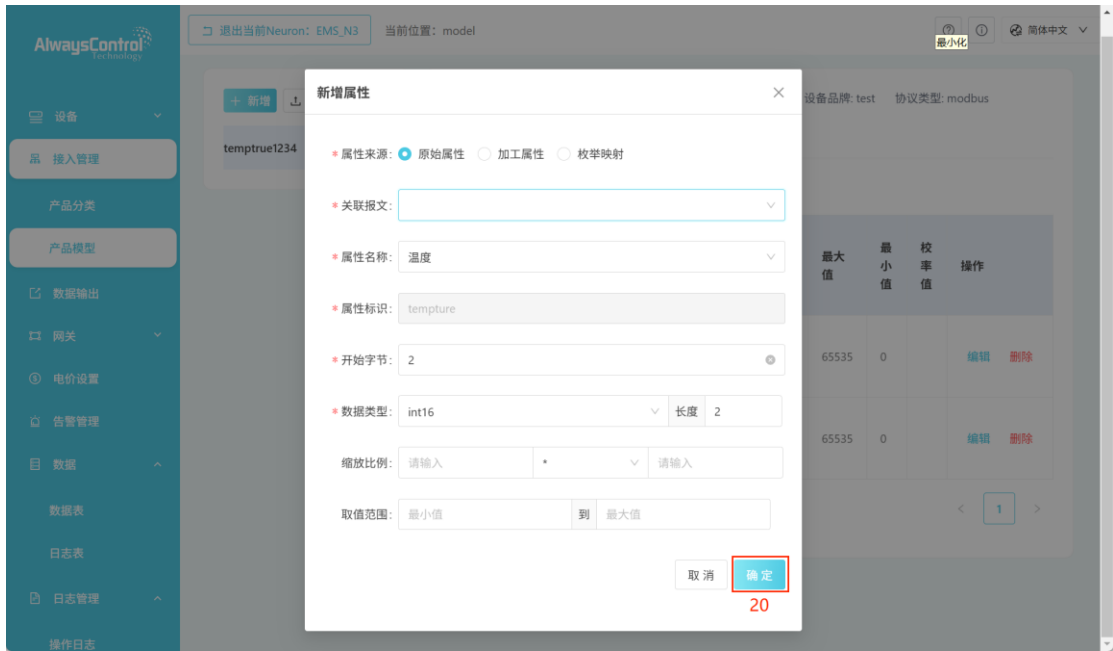 AlwaysControl
Technology
退出当前Neuron：EMS_N3 当前位置：model
最小化
简体中文
设备
接入管理
产品分类
产品模型
数据输出
网关
电价设置
告警管理
数据
数据表
日志表
日志管理
操作日志
新增
设备品牌: test 协议类型: modbus
temptrue1234
最大值 最小值 校率值 操作
65535 0 编辑 删除
65535 0 编辑 删除
1
新增属性
* 属性来源: 原始属性 加工属性 枚举映射
* 关联报文:
* 属性名称: 温度
* 属性标识: tempture
* 开始字节: 2
* 数据类型: int16 长度 2
缩放比例: 请输入 * 请输入
取值范围: 最小值 到 最大值
取 消 确 定
20